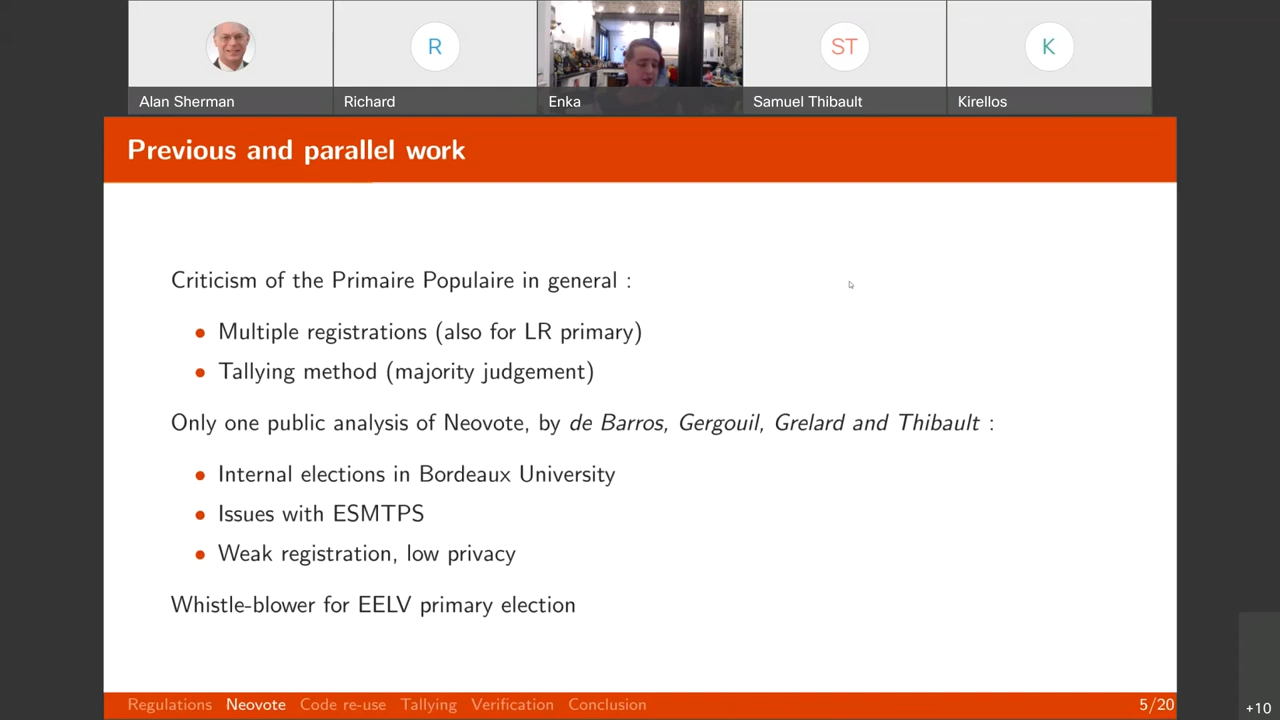 R
ST
K
Alan Sherman
Richard
Enka
Samuel Thibault
Kirellos
Previous and parallel work
Criticism of the Primaire Populaire in general :
• Multiple registrations (also for LR primary)
• Tallying method (majority judgement)
Only one public analysis of Neovote, by de Barros, Gergouil, Grelard and Thibault :
• Internal elections in Bordeaux University
• Issues with ESMTPS
• Weak registration, low privacy
Whistle-blower for EELV primary election
Regulations Neovote Code re-use Tallying Verification Conclusion 5/20
+10